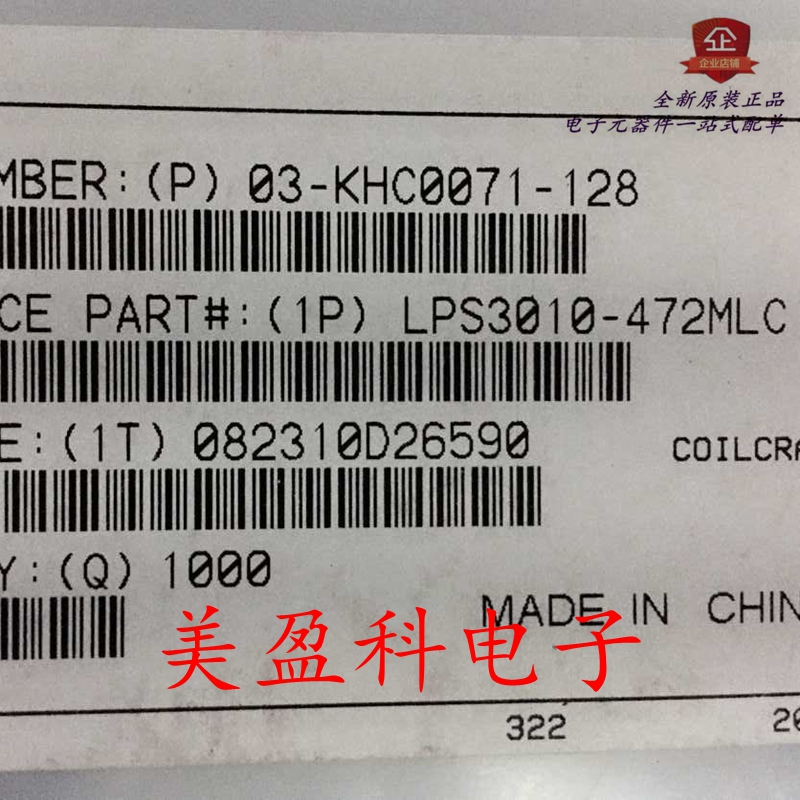 企
企业店铺
全新原装正品
电子元器件一站式配单
MBER:(P) 03-KHC0071-128
CE PART#:(1P) LPS3010-472MLC
E:(1T) 082310D26590
COILCRA
Y:(Q) 1000
MADE IN CHIN
美盈科电子
322
20